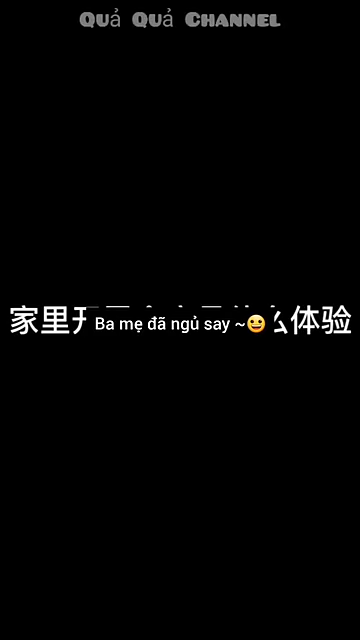 Quả Quả Channel
家里
体验
Ba mẹ đã ngủ say ~😀